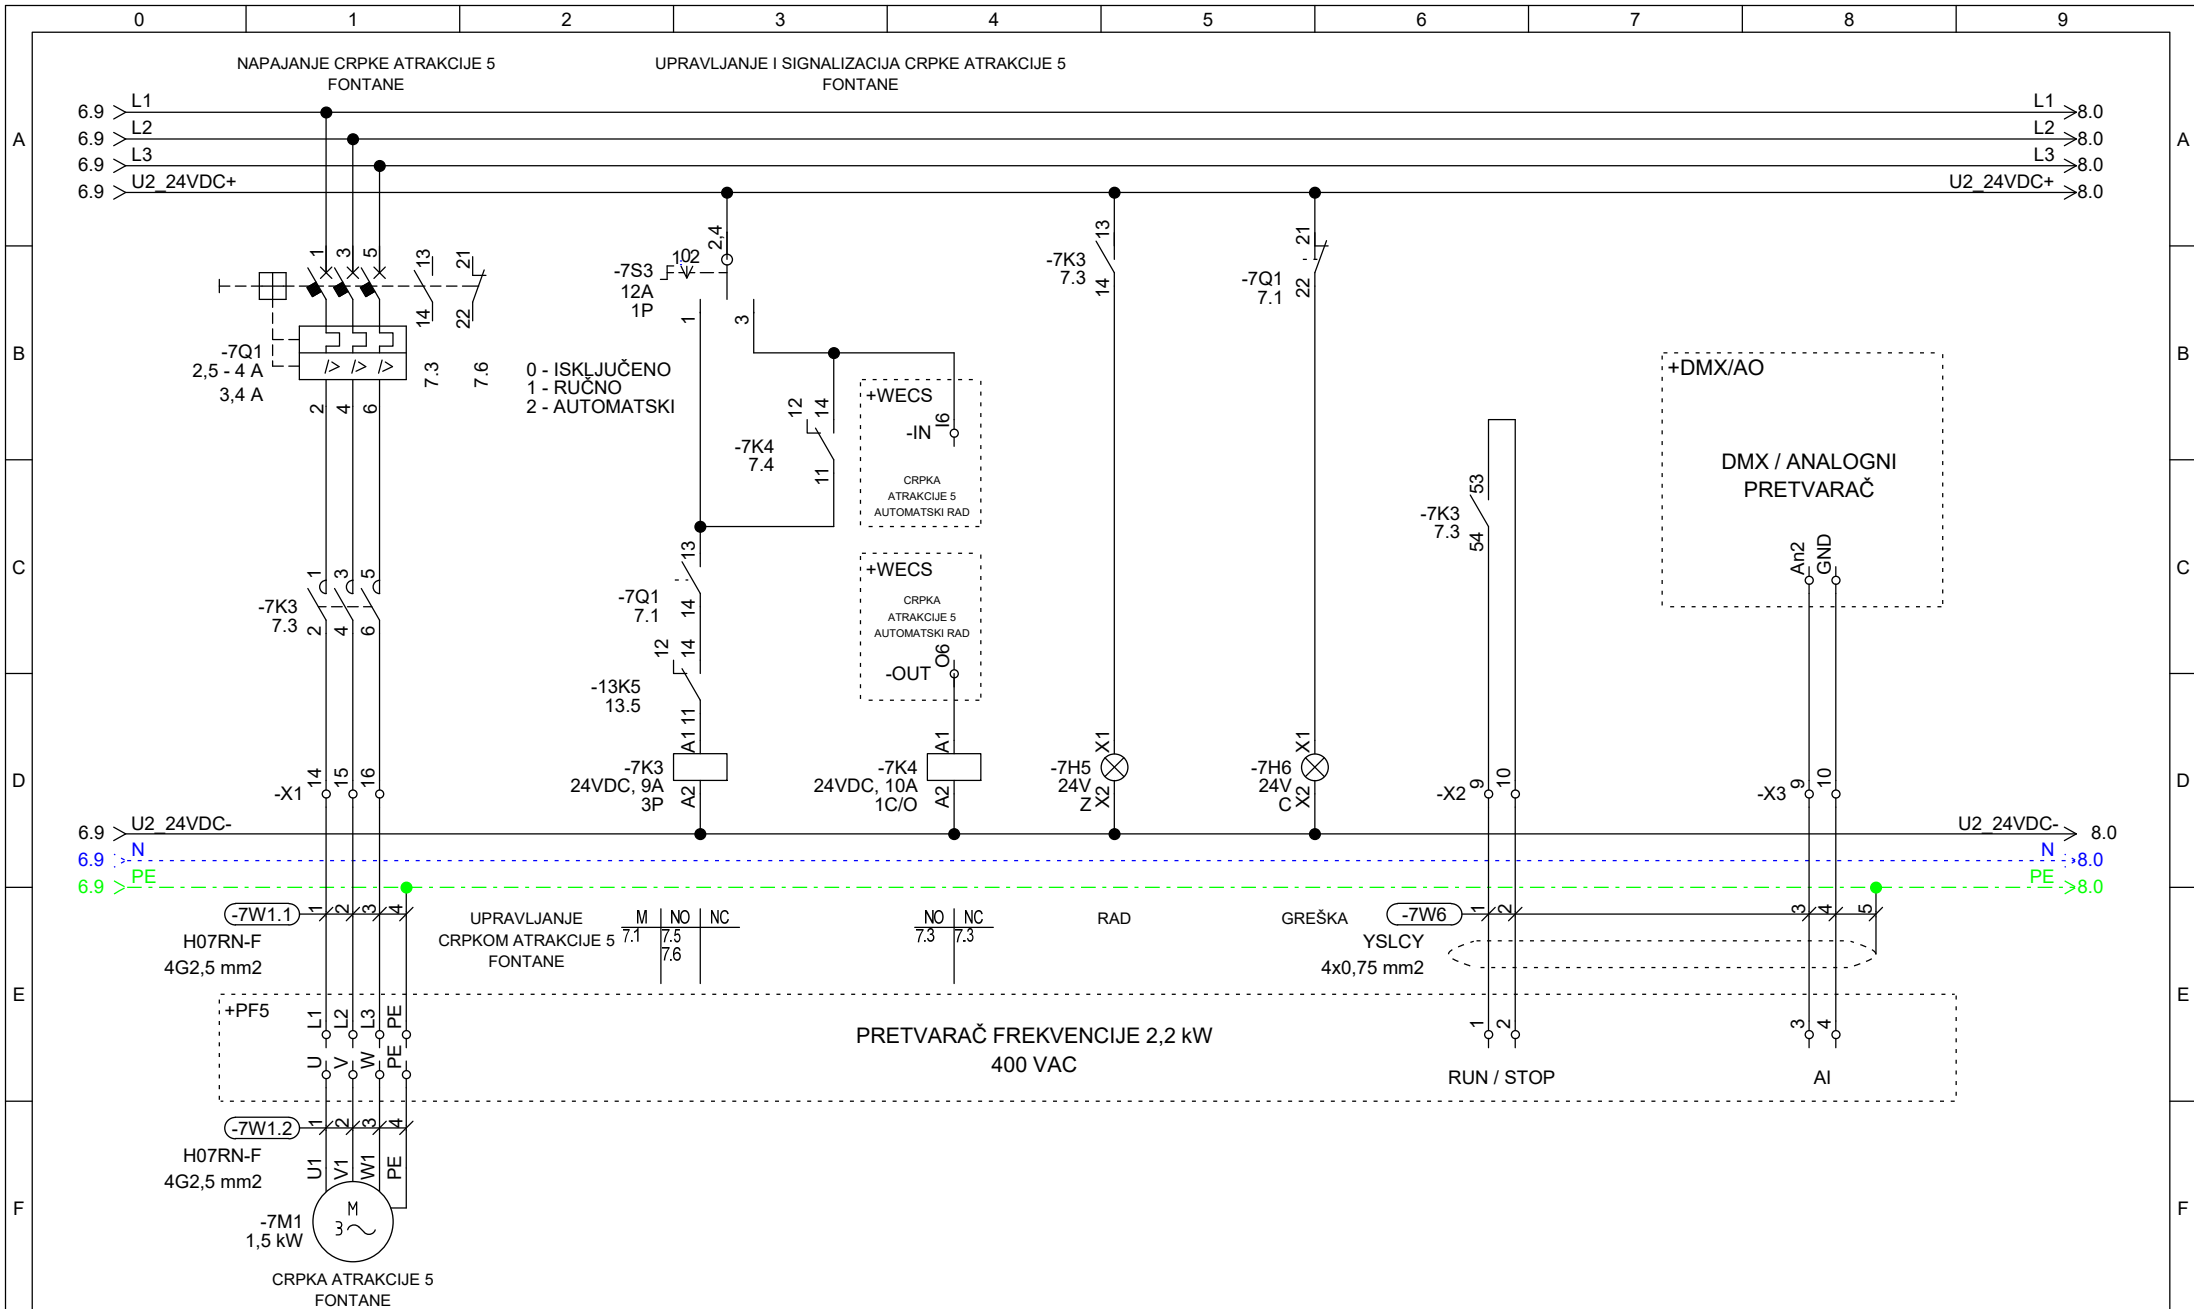 0 1 2 3 4 5 6 7 8 9
NAPAJANJE CRPKE ATRAKCIJE 5
FONTANE
UPRAVLJANJE I SIGNALIZACIJA CRPKE ATRAKCIJE 5
FONTANE
6.9 L1 L1 8.0
A 6.9 L2 L2 8.0 A
6.9 L3 L3 8.0
6.9 U2_24VDC+ U2_24VDC+ 8.0
1 3 5 13 21
14 22
-7Q1
2,5 - 4 A
3,4 A
7.3 7.6
2 4 6
B B
0 - ISKLJUČENO
1 - RUČNO
2 - AUTOMATSKI
-7S3
12A
1P
102
2,4
1 3
-7K4
7.4
12 14
11
+WECS
-IN I6
CRPKA
ATRAKCIJE 5
AUTOMATSKI RAD
-7K3
7.3
13
14
-7Q1
7.1
21
22
+DMX/AO
DMX / ANALOGNI
PRETVARAČ
An2 GND
-7K3
7.3
53
54
C C
-7K3
7.3
1 3 5
2 4 6
-7Q1
7.1
13
14
+WECS
CRPKA
ATRAKCIJE 5
AUTOMATSKI RAD
-OUT O6
-13K5
13.5
12 14
11
D D
-X1 14 15 16
-7K3
24VDC, 9A
3P
A1
A2
-7K4
24VDC, 10A
1C/O
A1
A2
-7H5
24V
Z
X1
X2
-7H6
24V
C
X1
X2
-X2 9 10
-X3 9 10
6.9 U2_24VDC- U2_24VDC- 8.0
6.9 N N 8.0
6.9 PE PE 8.0
-7W1.1 1 2 3 4
H07RN-F
4G2,5 mm2
UPRAVLJANJE
CRPKOM ATRAKCIJE 5
FONTANE
M NO NC
7.1 7.5
7.6
NO NC
7.3 7.3
RAD
GREŠKA
-7W6 1 2 3 4 5
YSLCY
4x0,75 mm2
E E
+PF5
L1 L2 L3 PE
U V W PE
PRETVARAČ FREKVENCIJE 2,2 kW
400 VAC
1 2
RUN / STOP
3 4
AI
-7W1.2 1 2 3 4
H07RN-F
4G2,5 mm2
U1 V1 W1 PE
F F
M
3
-7M1
1,5 kW
CRPKA ATRAKCIJE 5
FONTANE